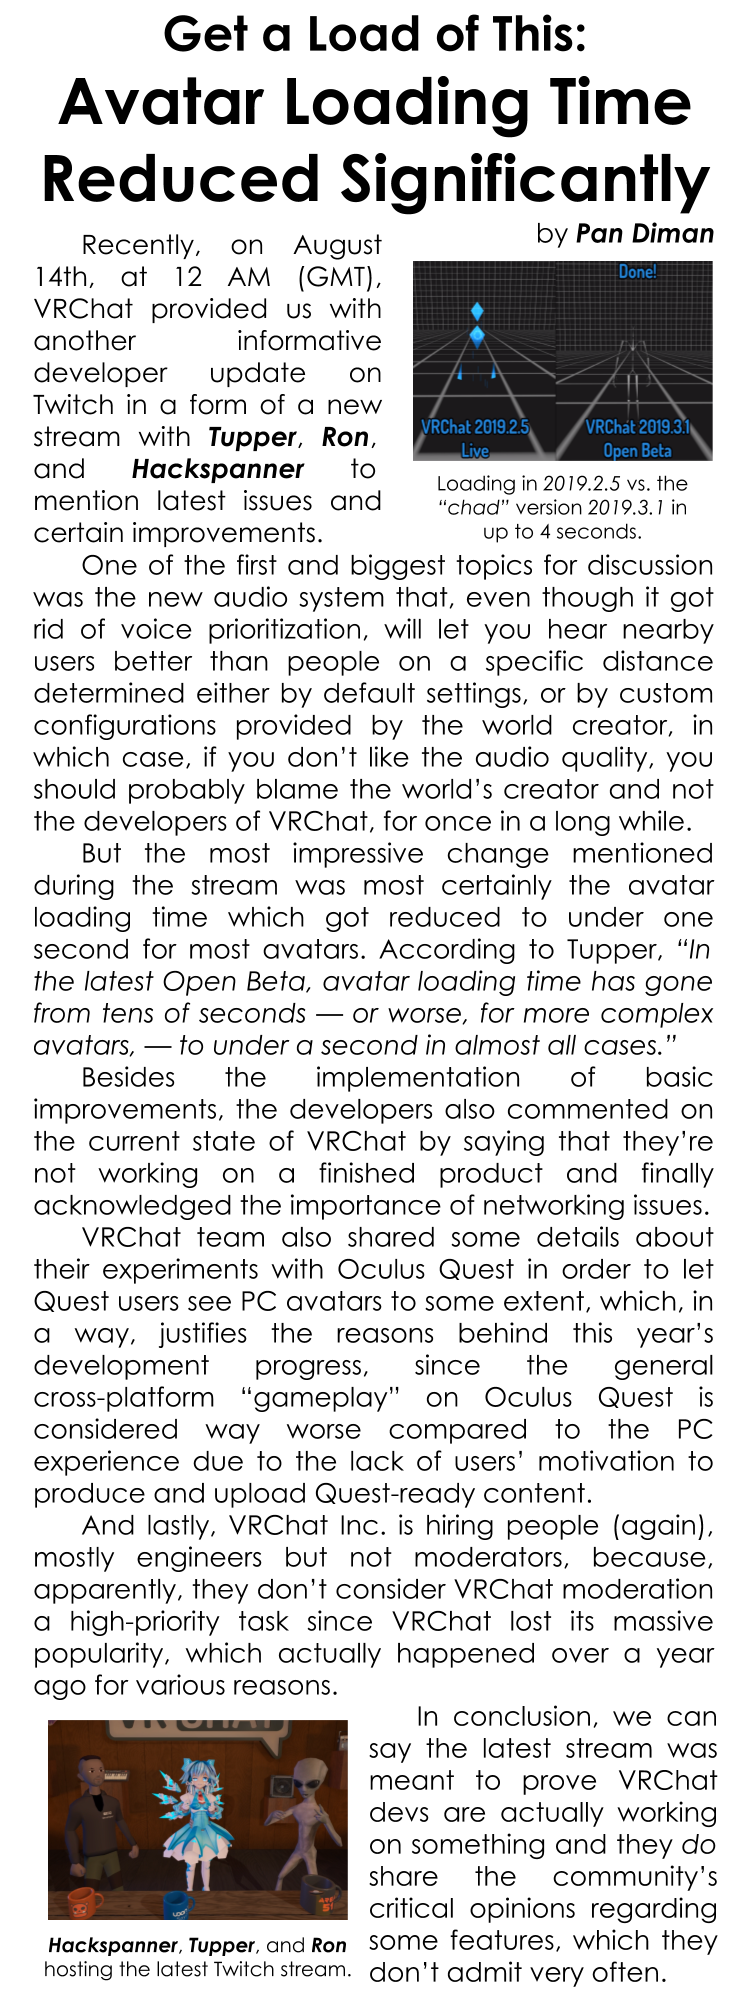 Get a Load of This:
Avatar Loading Time
Reduced Significantly
by Pan Diman
Recently, on August
14th, at 12 AM (GMT),
VRChat provided us with
another informative
developer update on
Twitch in a form of a new
stream with Tupper, Ron,
and Hackspanner to
mention latest issues and
certain improvements.
Done!
VRChat 2019.2.5
Live
VRChat 2019.3.1
Open Beta
Loading in 2019.2.5 vs. the
“chad” version 2019.3.1 in
up to 4 seconds.
One of the first and biggest topics for discussion
was the new audio system that, even though it got
rid of voice prioritization, will let you hear nearby
users better than people on a specific distance
determined either by default settings, or by custom
configurations provided by the world creator, in
which case, if you don’t like the audio quality, you
should probably blame the world’s creator and not
the developers of VRChat, for once in a long while.
But the most impressive change mentioned
during the stream was most certainly the avatar
loading time which got reduced to under one
second for most avatars. According to Tupper, “In
the latest Open Beta, avatar loading time has gone
from tens of seconds — or worse, for more complex
avatars, — to under a second in almost all cases.”
Besides the implementation of basic
improvements, the developers also commented on
the current state of VRChat by saying that they’re
not working on a finished product and finally
acknowledged the importance of networking issues.
VRChat team also shared some details about
their experiments with Oculus Quest in order to let
Quest users see PC avatars to some extent, which, in
a way, justifies the reasons behind this year’s
development progress, since the general
cross-platform “gameplay” on Oculus Quest is
considered way worse compared to the PC
experience due to the lack of users’ motivation to
produce and upload Quest-ready content.
And lastly, VRChat Inc. is hiring people (again),
mostly engineers but not moderators, because,
apparently, they don’t consider VRChat moderation
a high-priority task since VRChat lost its massive
popularity, which actually happened over a year
ago for various reasons.
VRCHAT
Hackspanner, Tupper, and Ron
hosting the latest Twitch stream.
In conclusion, we can
say the latest stream was
meant to prove VRChat
devs are actually working
on something and they do
share the community’s
critical opinions regarding
some features, which they
don’t admit very often.